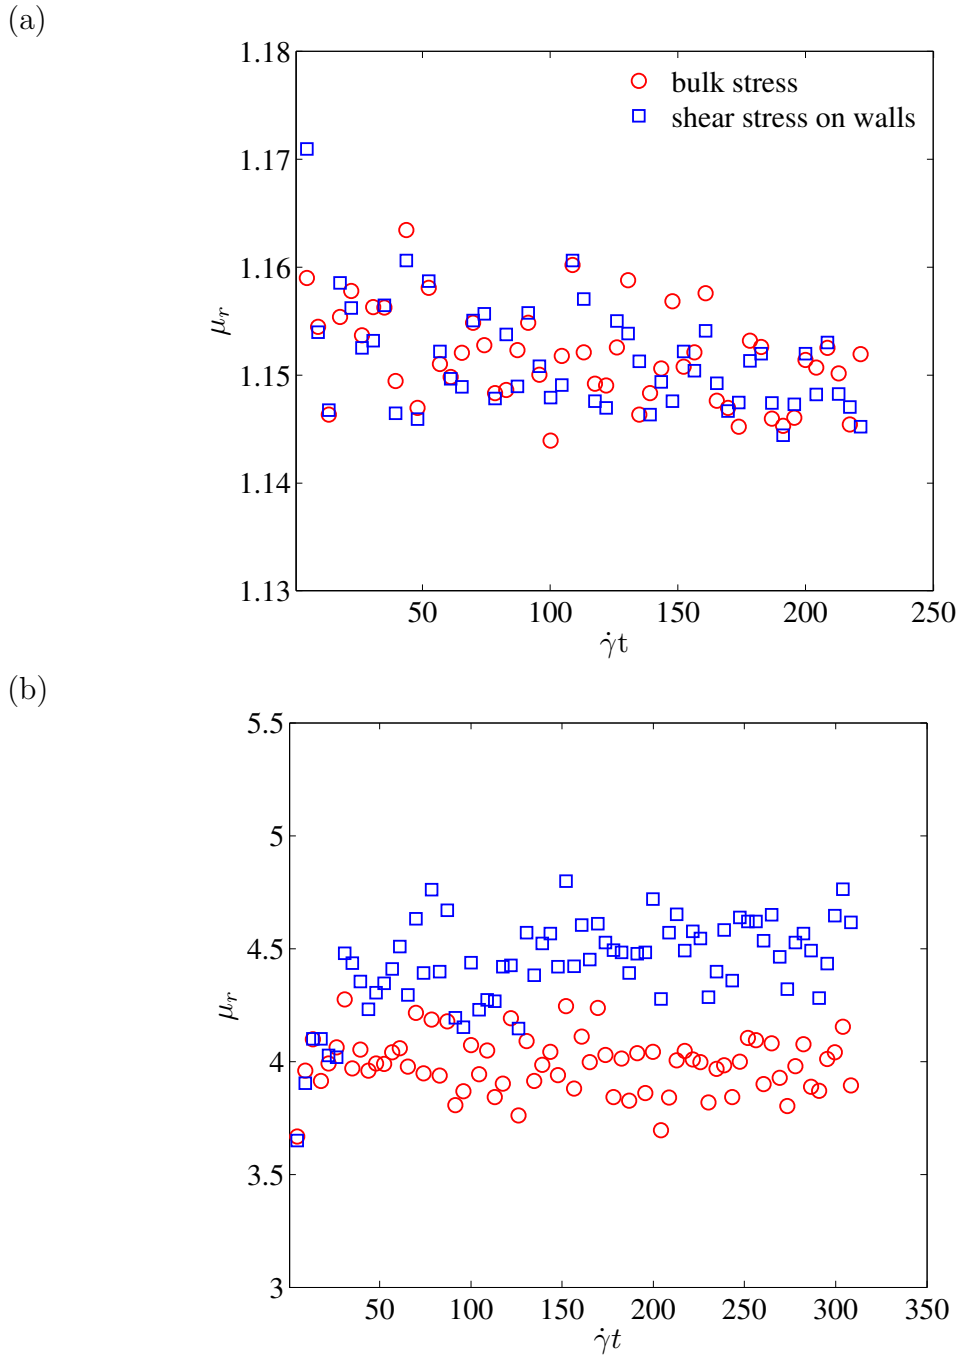 (a)
1.18
bulk stress
shear stress on walls
1.17
1.16
μr
1.15
1.14
1.13
50 100 150 200 250
γ̇t
(b)
5.5
5
4.5
μr
4
3.5
3
50 100 150 200 250 300 350
γ̇t